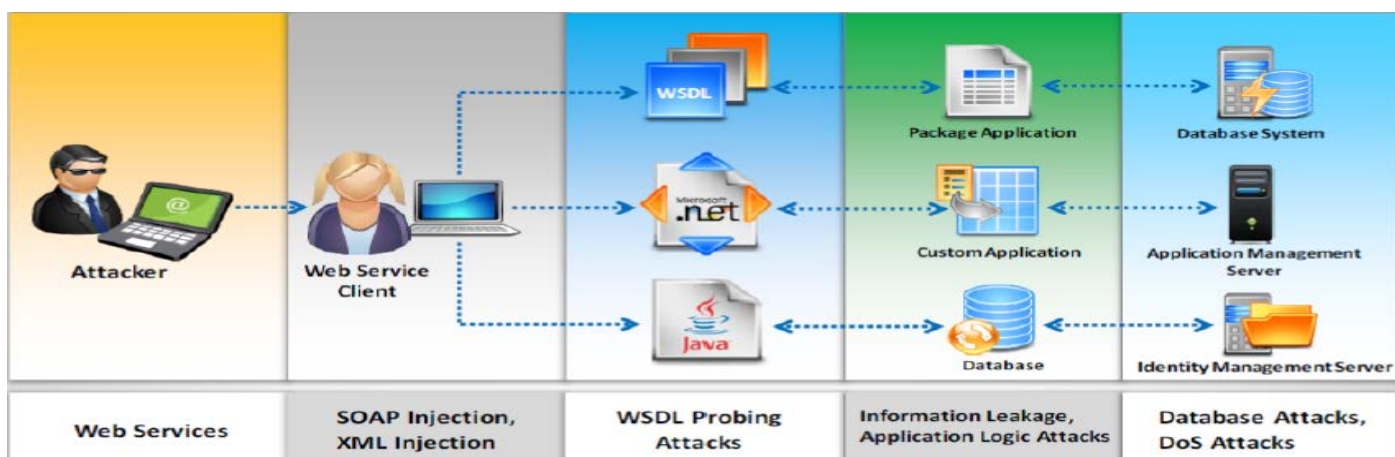 WSDL
Package Application
Database System
@
Microsoft
.net
Attacker
Web Service
Client
Custom Application
Application Management
Server
Java
Database
Identity Management Server
Web Services
SOAP Injection,
XML Injection
WSDL Probing
Attacks
Information Leakage,
Application Logic Attacks
Database Attacks,
DoS Attacks